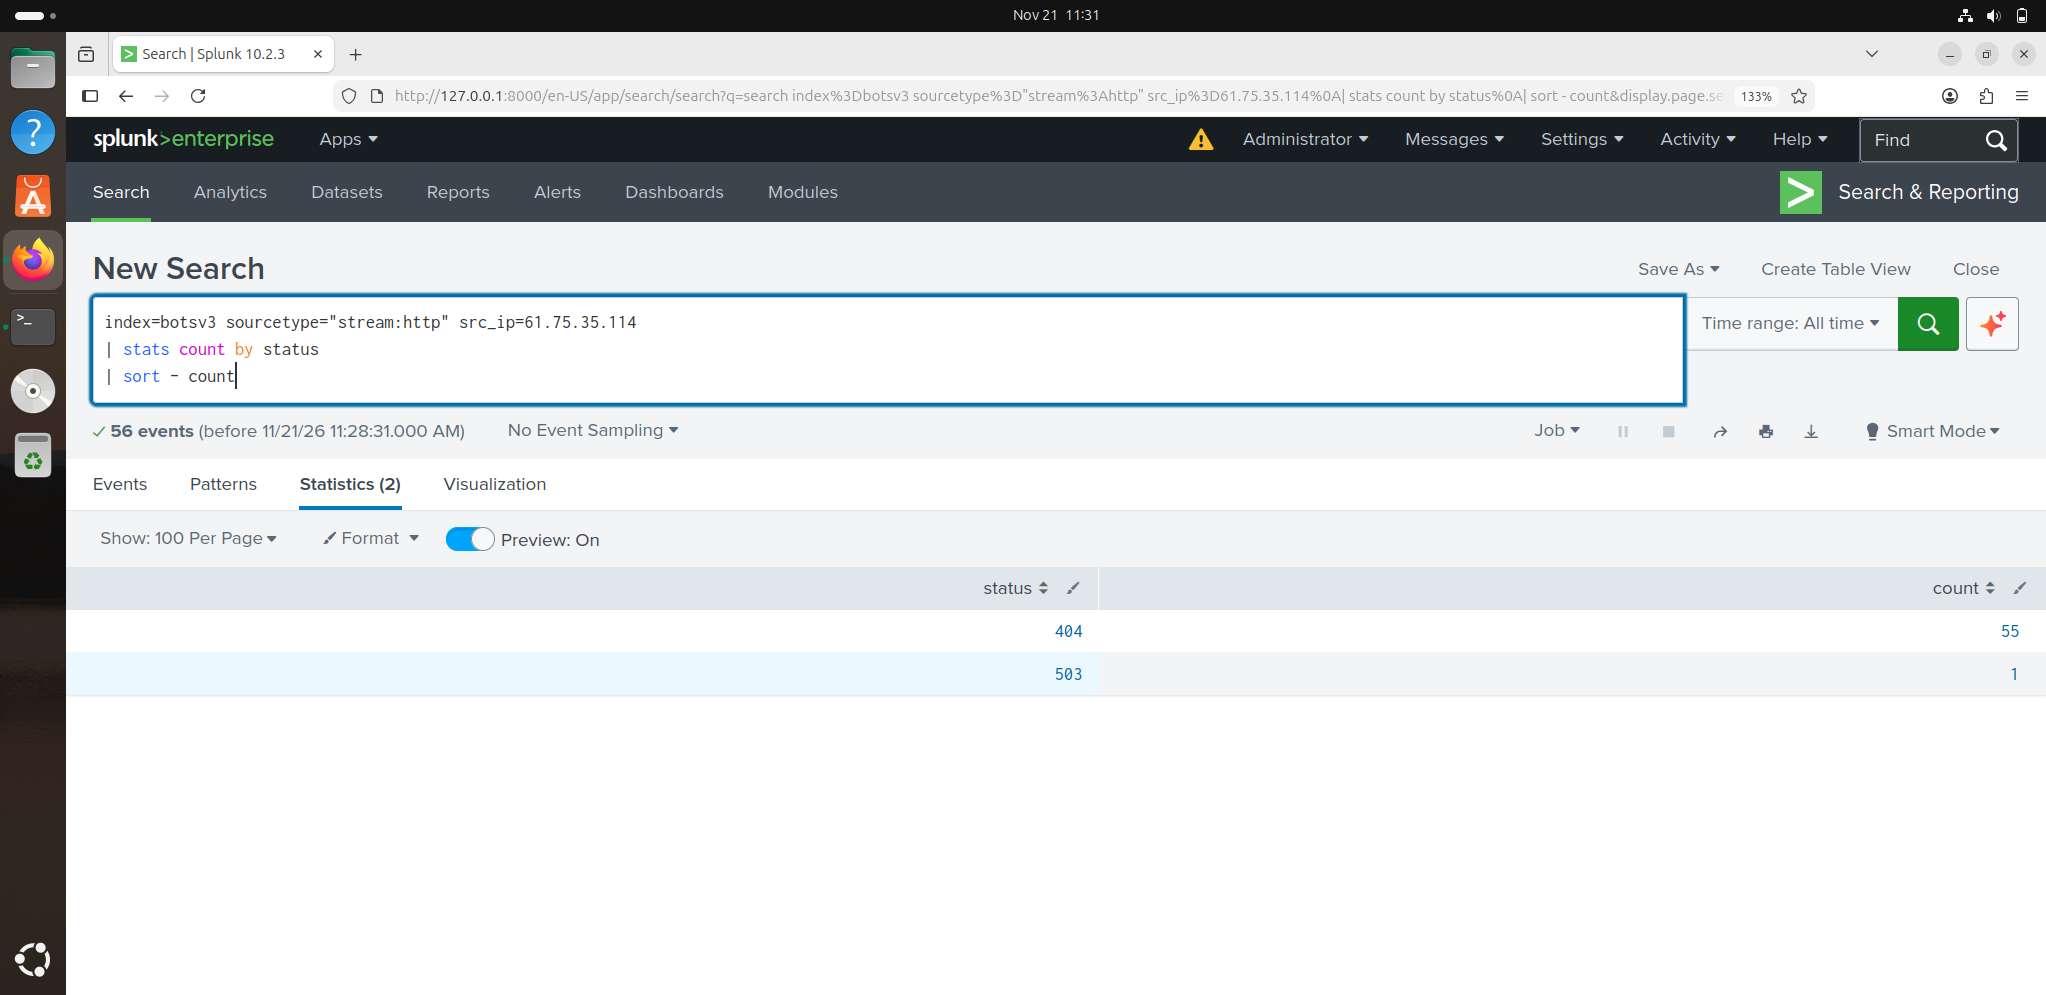 Nov 21 11:31
Search | Splunk 10.2.3
http://127.0.0.1:8000/en-US/app/search/search?q=search index%3Dbotsv3 sourcetype%3D"stream%3Ahttp" src_ip%3D61.75.35.114%0A| stats count by status%0A| sort - count&display.page.se
133%
splunk>enterprise Apps Administrator Messages Settings Activity Help Find
Search Analytics Datasets Reports Alerts Dashboards Modules Search & Reporting
New Search Save As Create Table View Close
index=botsv3 sourcetype="stream:http" src_ip=61.75.35.114
| stats count by status
| sort - count
Time range: All time
56 events (before 11/21/26 11:28:31.000 AM) No Event Sampling Job Smart Mode
Events Patterns Statistics (2) Visualization
Show: 100 Per Page Format Preview: On
status count
404 55
503 1